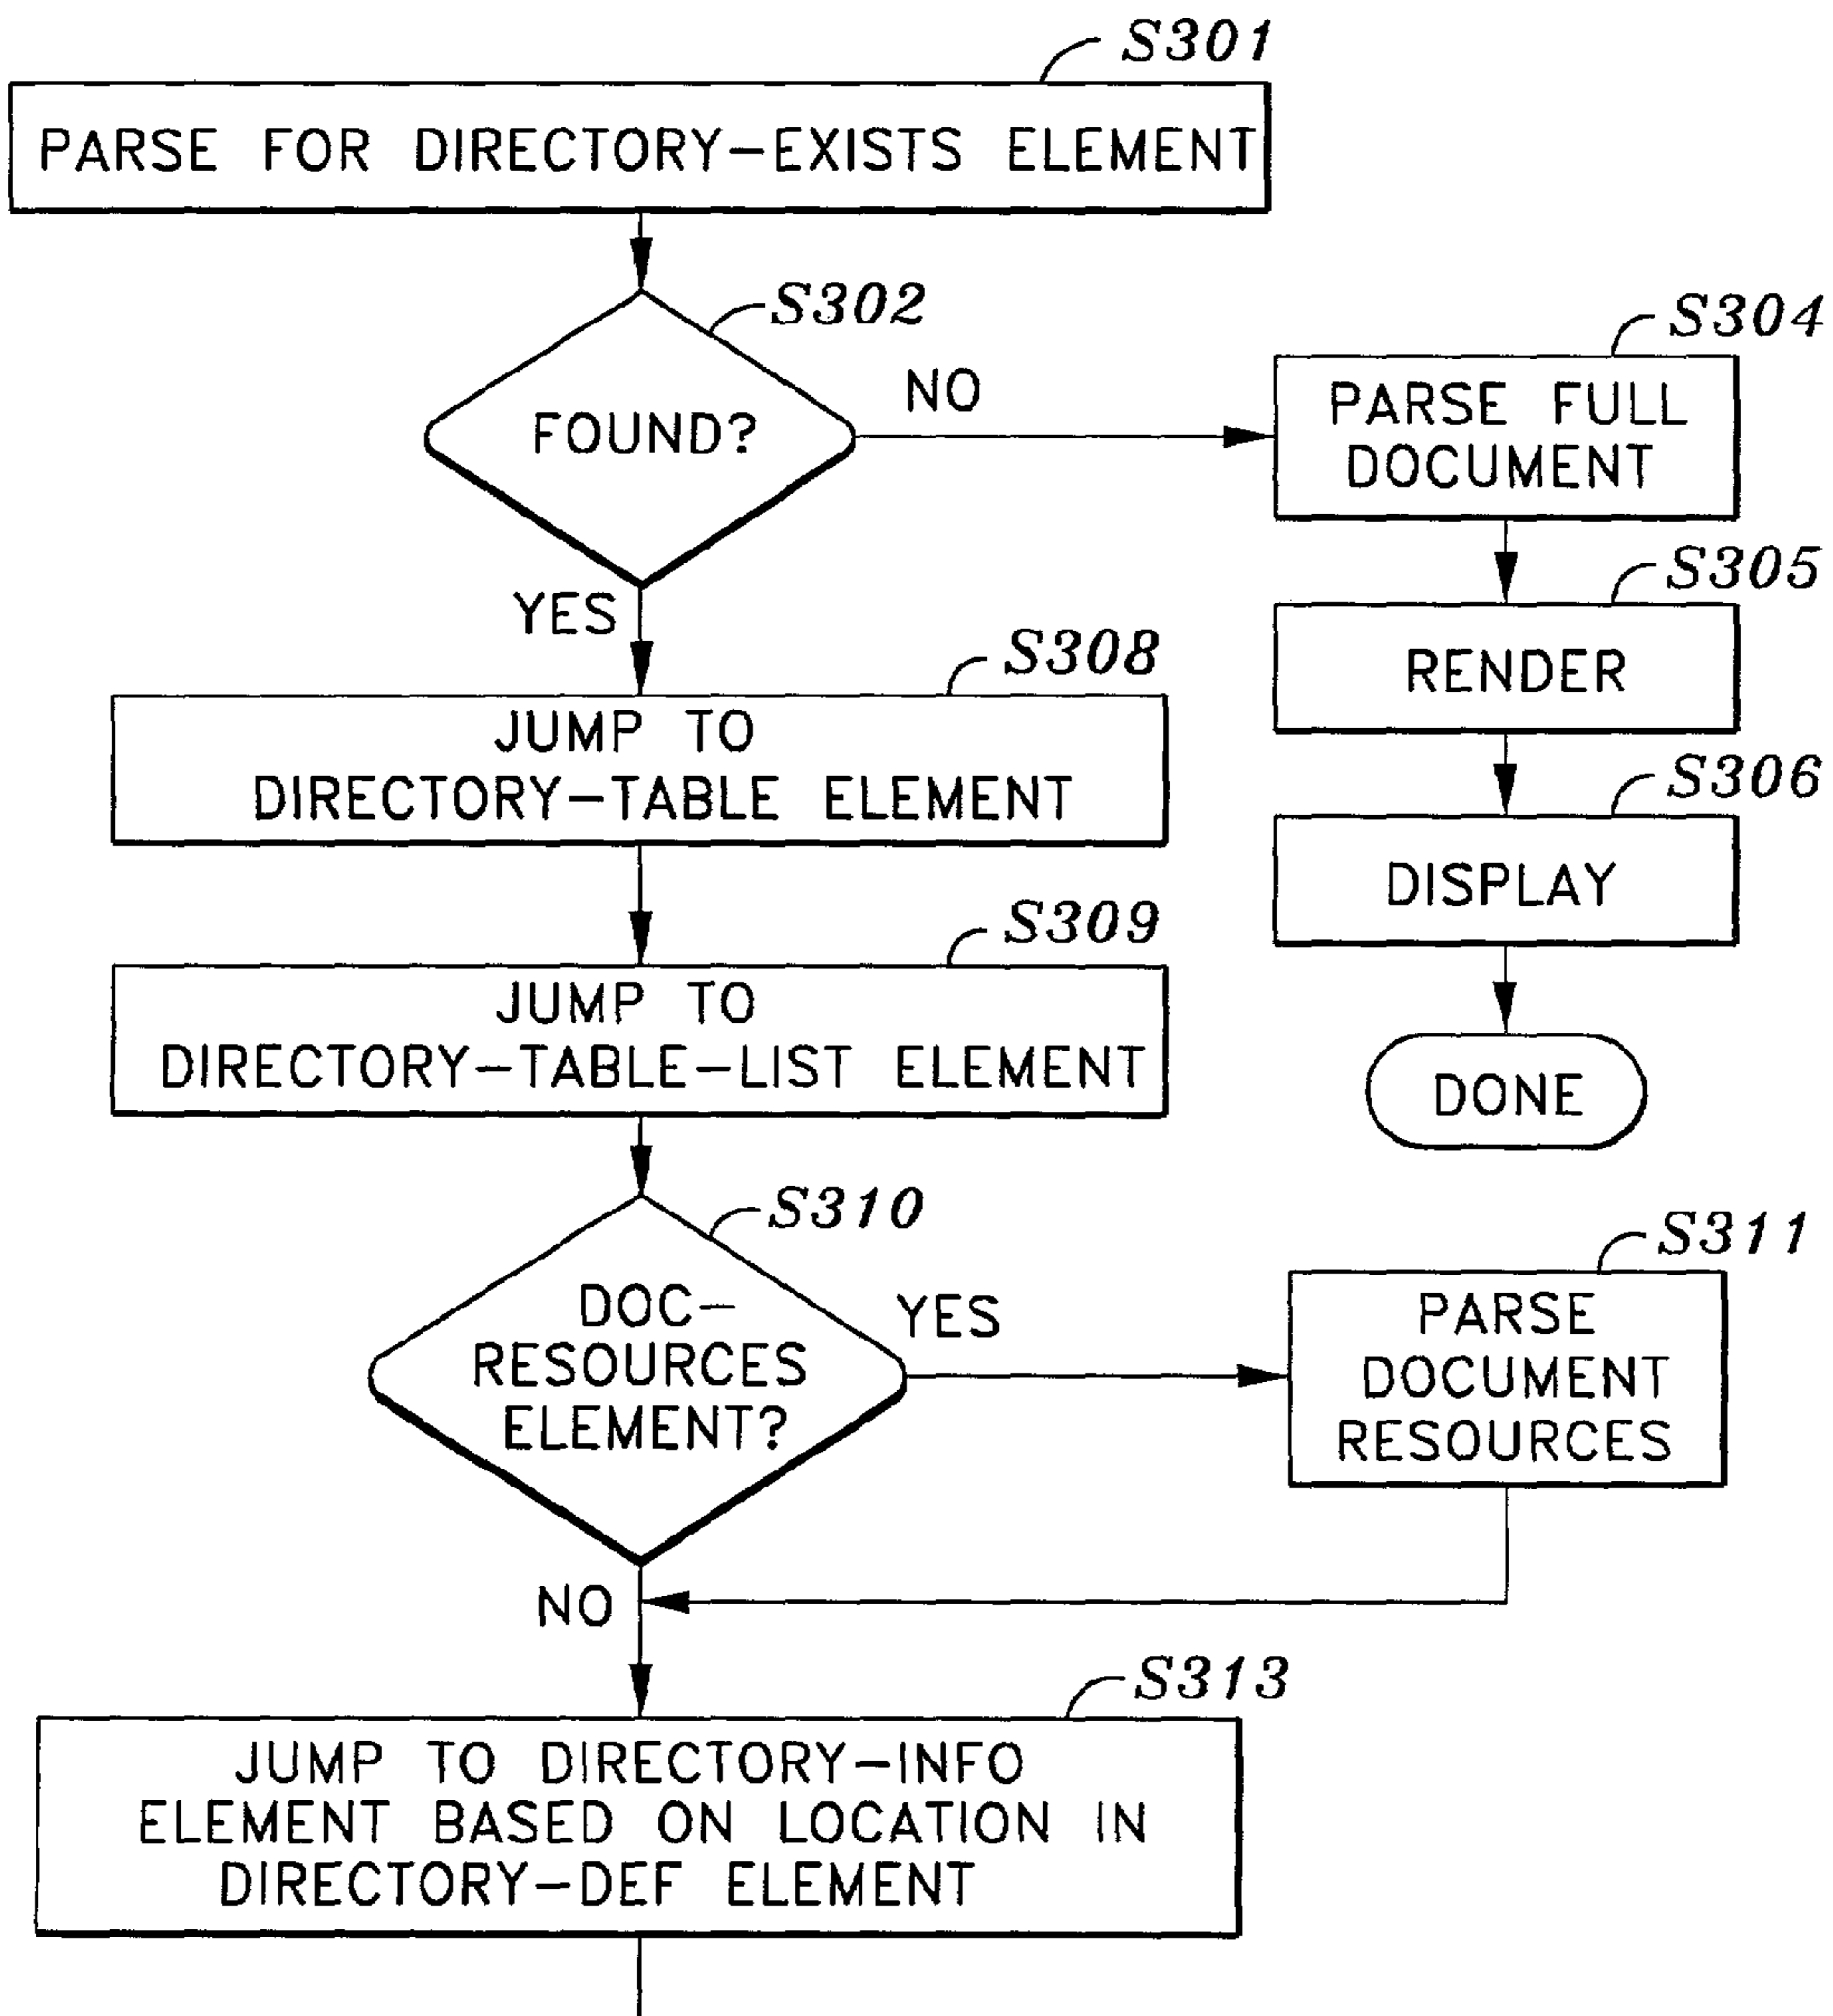 S301
PARSE FOR DIRECTORY-EXISTS ELEMENT
S302
FOUND?
NO
YES
S304
PARSE FULL
DOCUMENT
S305
RENDER
S306
DISPLAY
DONE
S308
JUMP TO
DIRECTORY-TABLE ELEMENT
S309
JUMP TO
DIRECTORY-TABLE-LIST ELEMENT
S310
DOC-
RESOURCES
ELEMENT?
YES
NO
S311
PARSE
DOCUMENT
RESOURCES
S313
JUMP TO DIRECTORY-INFO
ELEMENT BASED ON LOCATION IN
DIRECTORY-DEF ELEMENT